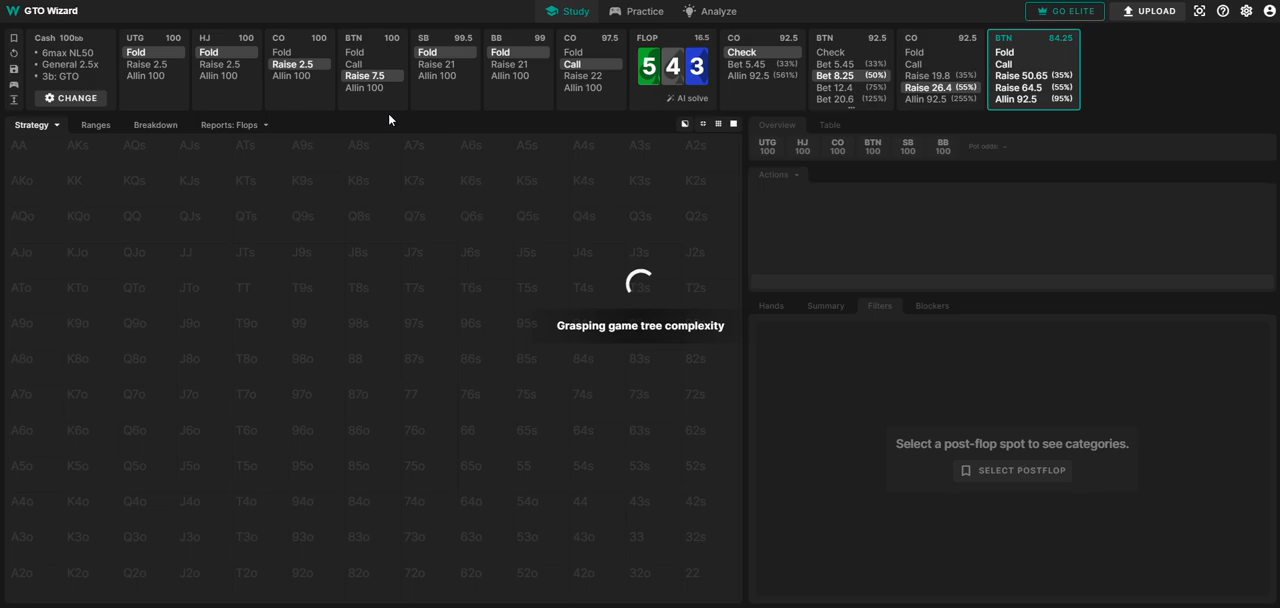 GTO Wizard
Study
Practice
Analyze
GO ELITE
UPLOAD
Cash 100bb
• 6max NL50
• General 2.5x
• 3b: GTO
CHANGE
UTG 100
Fold
Raise 2.5
Allin 100
HJ 100
Fold
Raise 2.5
Allin 100
CO 100
Fold
Raise 2.5
Allin 100
BTN 100
Fold
Call
Raise 7.5
Allin 100
SB 99.5
Fold
Raise 21
Allin 100
BB 99
Fold
Raise 21
Allin 100
CO 97.5
Fold
Call
Raise 22
Allin 100
FLOP 16.5
5 4 3
AI solve
CO 92.5
Check
Bet 5.45 (33%)
Allin 92.5 (561%)
BTN 92.5
Check
Bet 5.45 (33%)
Bet 8.25 (50%)
Bet 12.4 (75%)
Bet 20.6 (125%)
CO 92.5
Fold
Call
Raise 19.8 (35%)
Raise 26.4 (55%)
Allin 92.5 (255%)
BTN 84.25
Fold
Call
Raise 50.65 (35%)
Raise 64.5 (55%)
Allin 92.5 (95%)
Strategy
Ranges
Breakdown
Reports: Flops
AA AKs AQs AJs ATs A9s A8s A7s A6s A5s A4s A3s A2s
AKo KK KQs KJs KTs K9s K8s K7s K6s K5s K4s K3s K2s
AQo KQo QQ QJs QTs Q9s Q8s Q7s Q6s Q5s Q4s Q3s Q2s
AJo KJo QJo JJ JTs J9s J8s J7s J6s J5s J4s J3s J2s
ATo KTo QTo JTo TT T9s T8s T7s T6s T5s T4s T3s T2s
A9o K9o Q9o J9o T9o 99 98s 97s 96s 95s 93s 92s
Grasping game tree complexity
A8o K8o Q8o J8o T8o 98o 88 87s 86s 85s 84s 83s 82s
A7o K7o Q7o J7o T7o 97o 87o 77 76s 75s 74s 73s 72s
A6o K6o Q6o J6o T6o 96o 86o 76o 66 65s 64s 63s 62s
A5o K5o Q5o J5o T5o 95o 85o 75o 65o 55 54s 53s 52s
A4o K4o Q4o J4o T4o 94o 84o 74o 64o 54o 44 43s 42s
A3o K3o Q3o J3o T3o 93o 83o 73o 63o 53o 43o 33 32s
A2o K2o Q2o J2o T2o 92o 82o 72o 62o 52o 42o 32o 22
Overview
Table
UTG HJ CO BTN SB BB
100 100 100 100 100 100
Pot odds: -
Actions
Hands
Summary
Filters
Blockers
Select a post-flop spot to see categories.
SELECT POSTFLOP